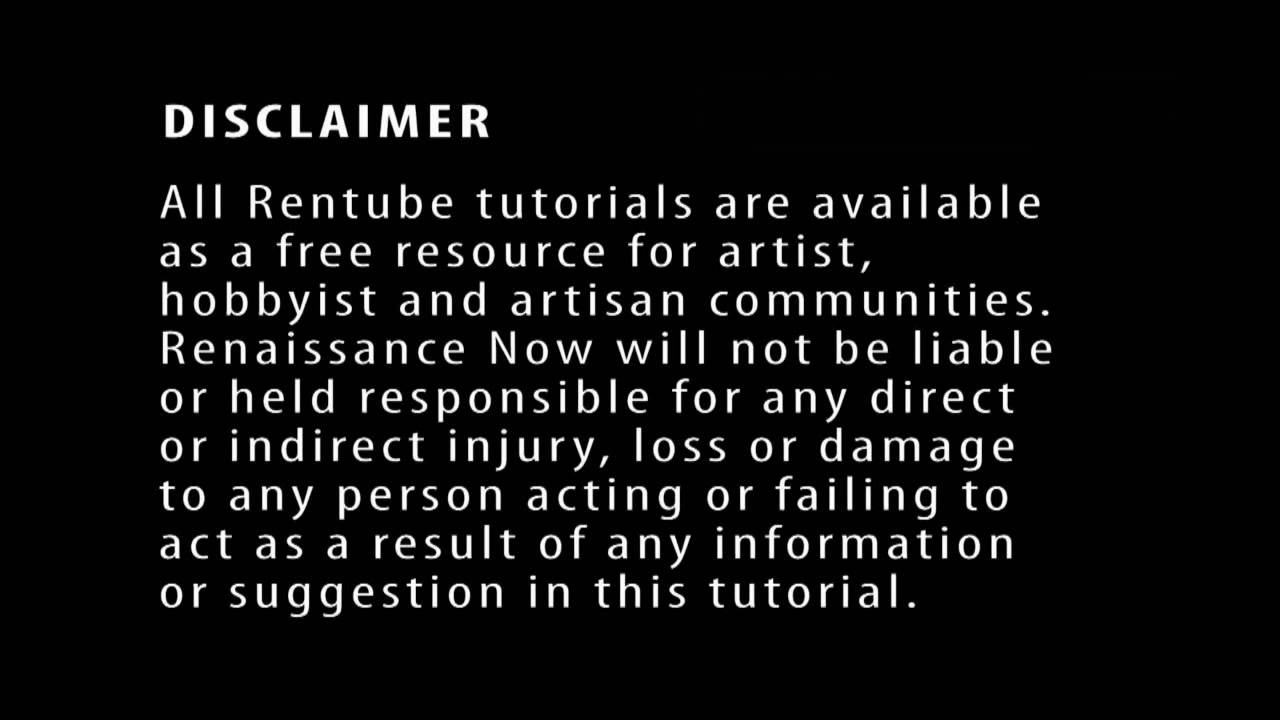 DISCLAIMER
All Rentube tutorials are available
as a free resource for artist,
hobbyist and artisan communities.
Renaissance Now will not be liable
or held responsible for any direct
or indirect injury, loss or damage
to any person acting or failing to
act as a result of any information
or suggestion in this tutorial.